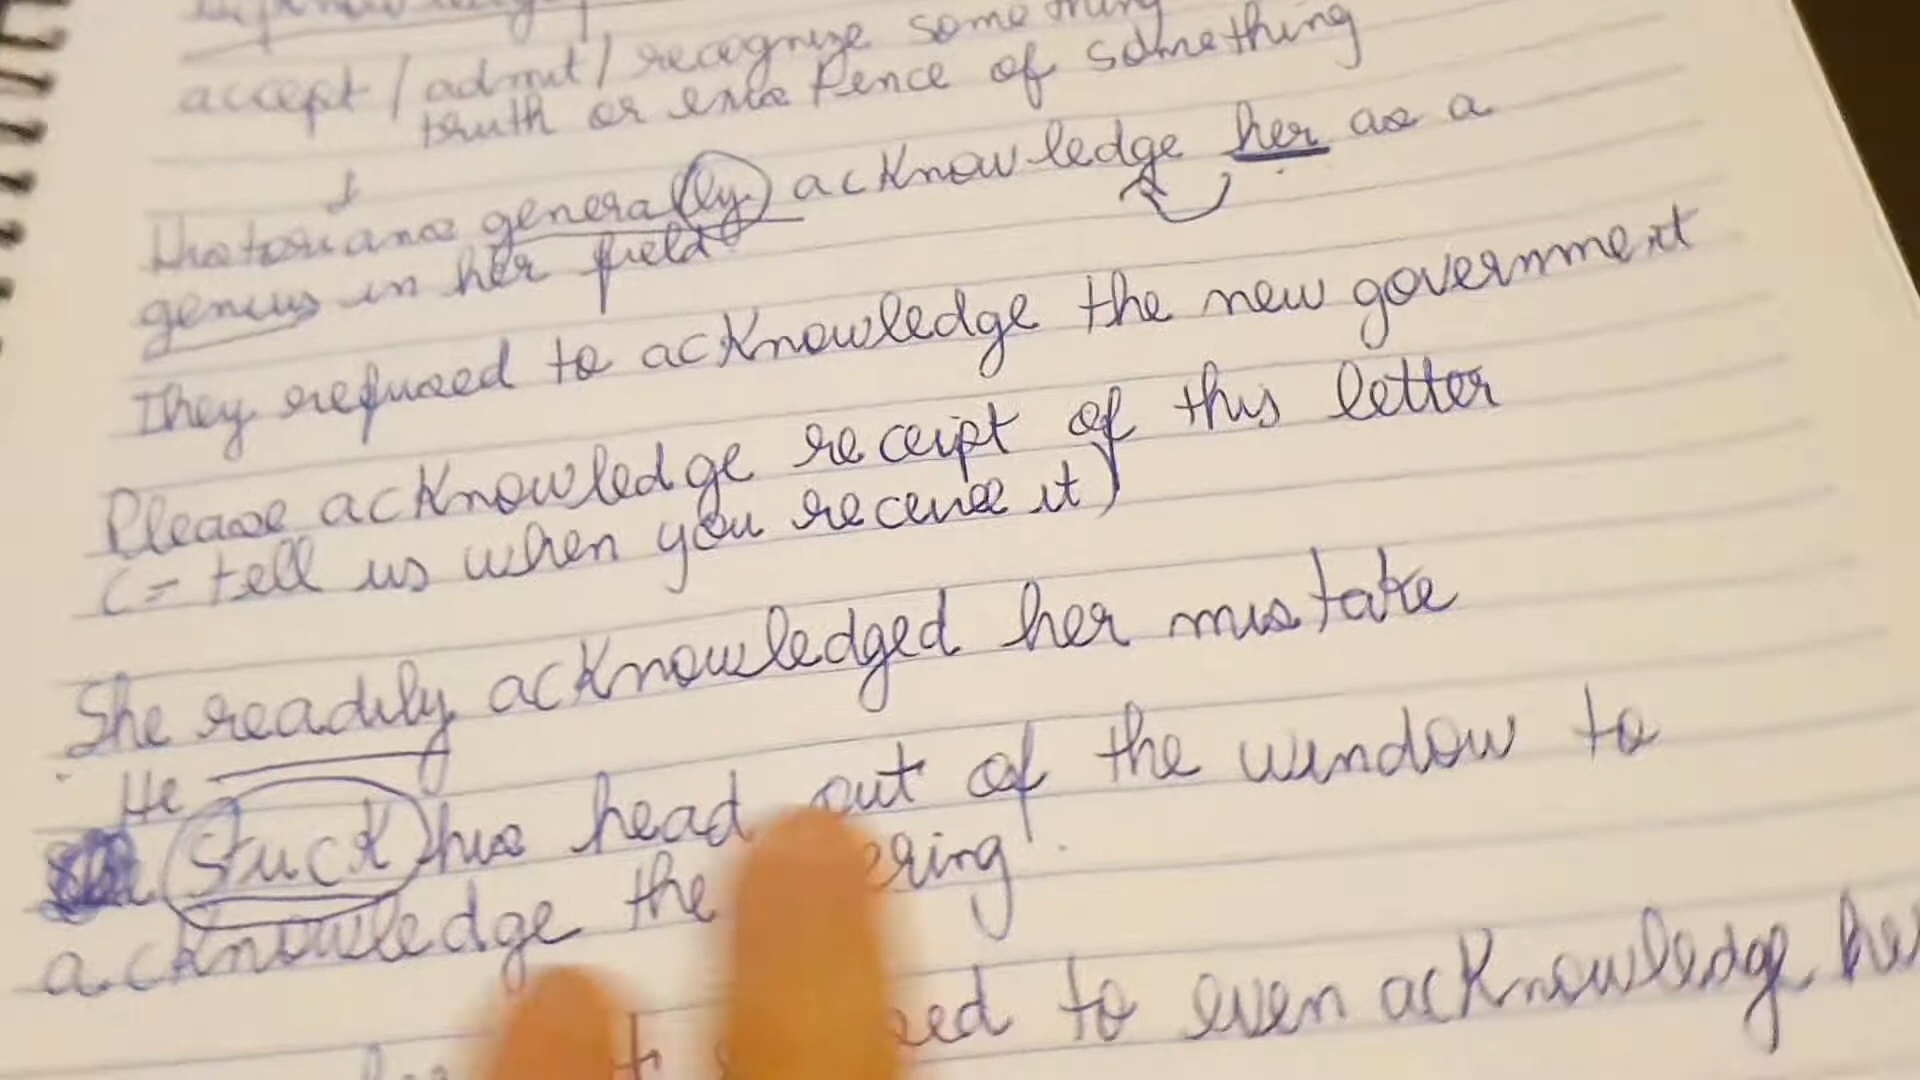 accept / admit / recognize something
truth or existence of something
Historians generally acknowledge her as a
genius in her field
They refused to acknowledge the new government
Please acknowledge receipt of this letter
(= tell us when you receive it)
She readily acknowledged her mistake
He
stuck his head out of the window to
acknowledge the ering
to even acknowledge her